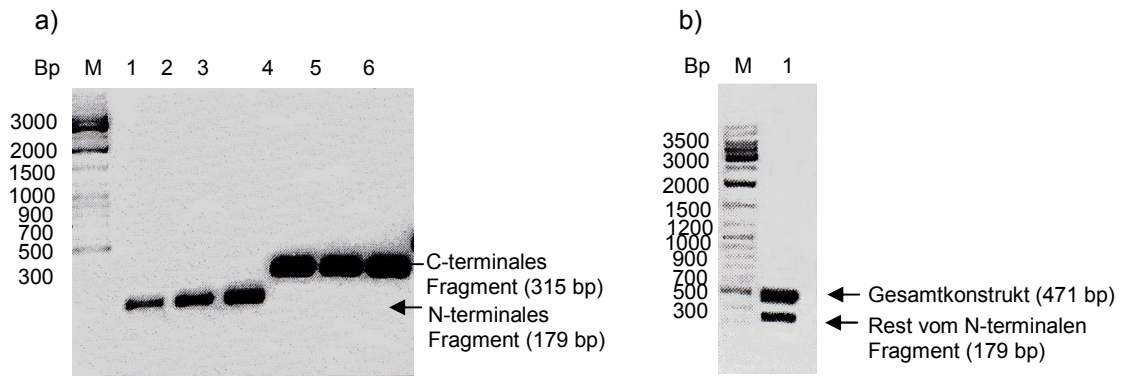 a)
Bp M 1 2 3 4 5 6
3000
2000
1500
1000
900
700
500
300
C-terminales
Fragment (315 bp)
N-terminales
Fragment (179 bp)
b)
Bp M 1
3500
3000
2000
1500
1200
1000
900
700
500
300
Gesamtkonstrukt (471 bp)
Rest vom N-terminalen
Fragment (179 bp)